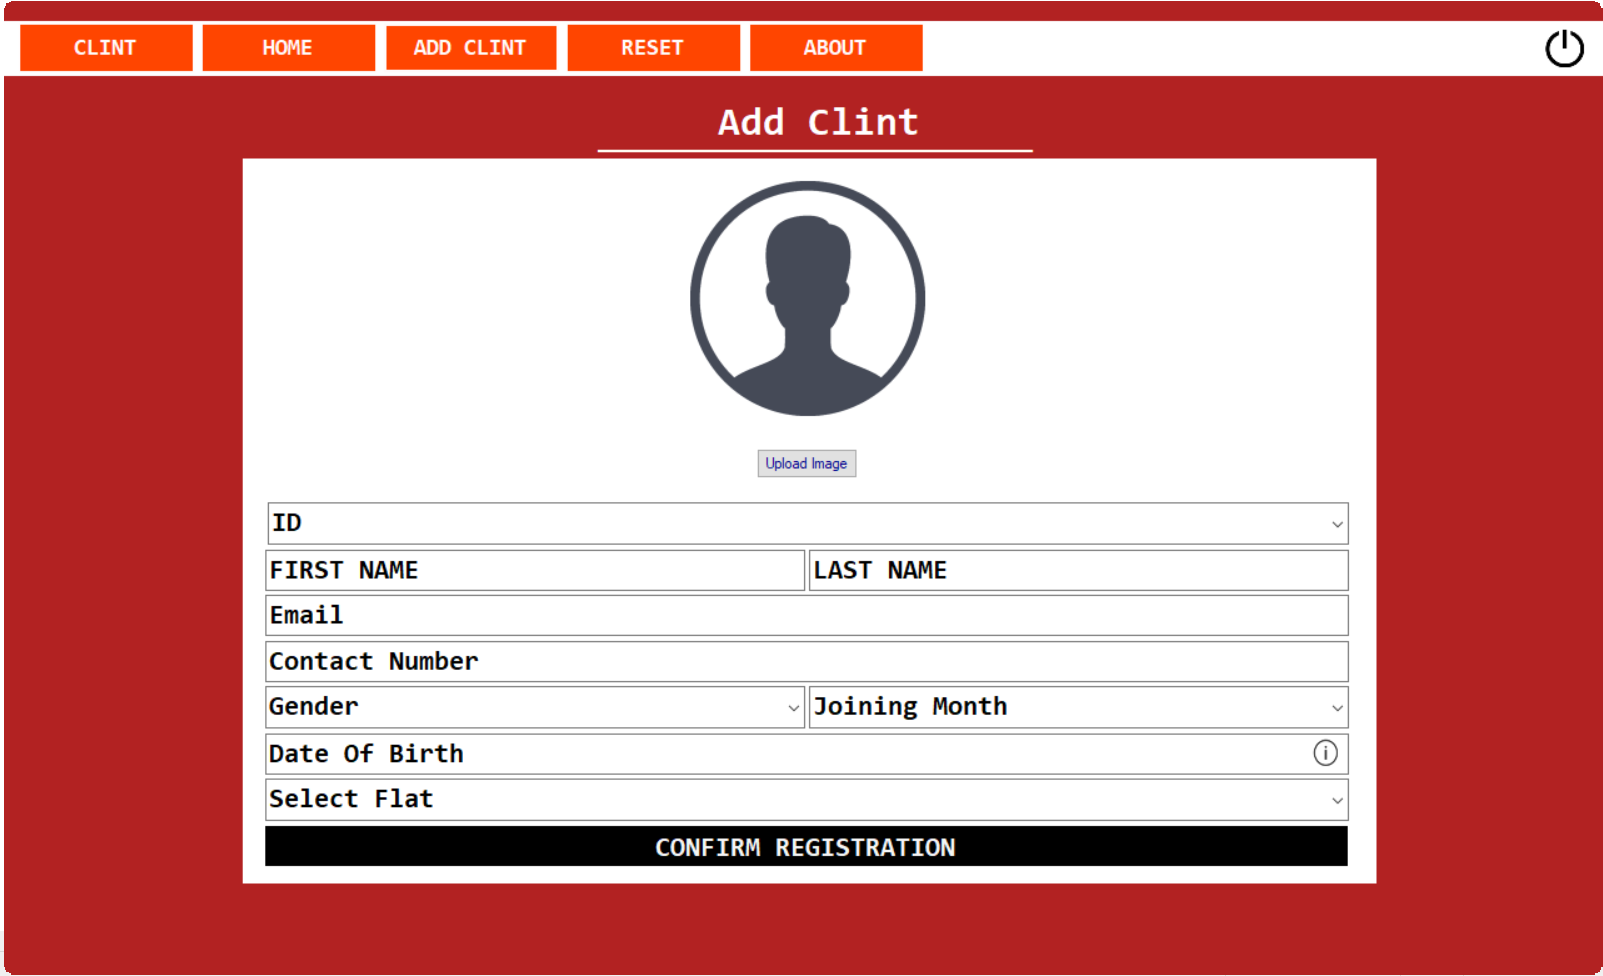 CLINT HOME ADD CLINT RESET ABOUT
Add Clint
Upload Image
ID
FIRST NAME LAST NAME
Email
Contact Number
Gender Joining Month
Date Of Birth
Select Flat
CONFIRM REGISTRATION